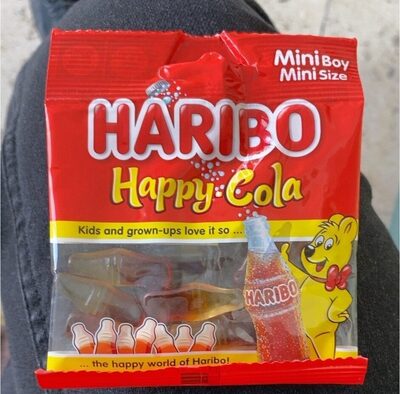 Mini Boy
Mini Size
HARIBO
Happy Cola
Kids and grown-ups love it so ...
HARIBO
... the happy world of Haribo!